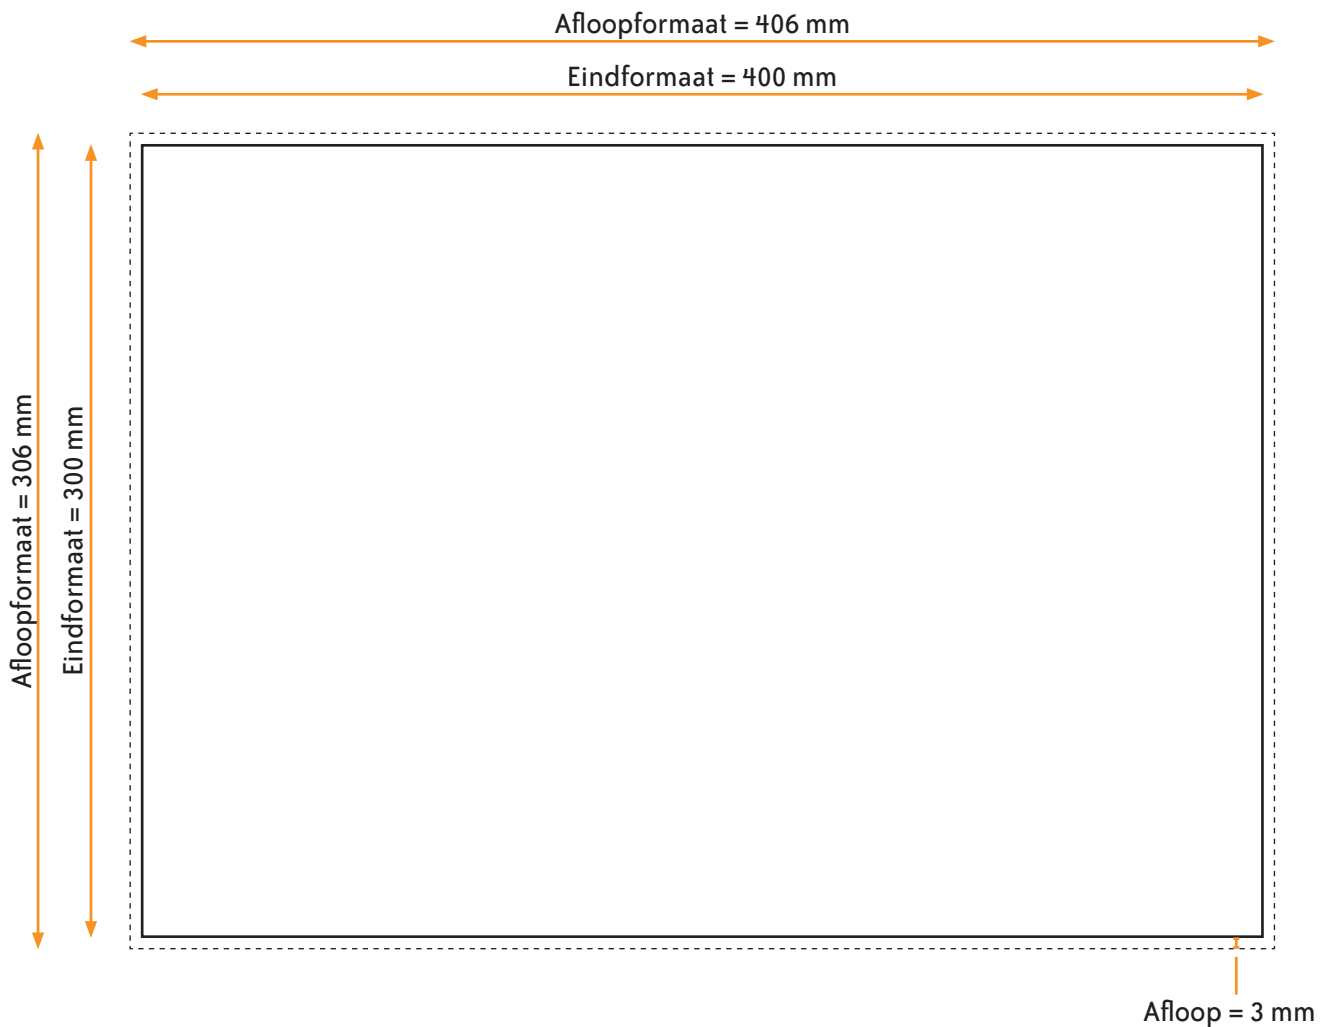 Afloopformaat = 406 mm
Eindformaat = 400 mm
Afloopformaat = 306 mm
Eindformaat = 300 mm
Afloop = 3 mm